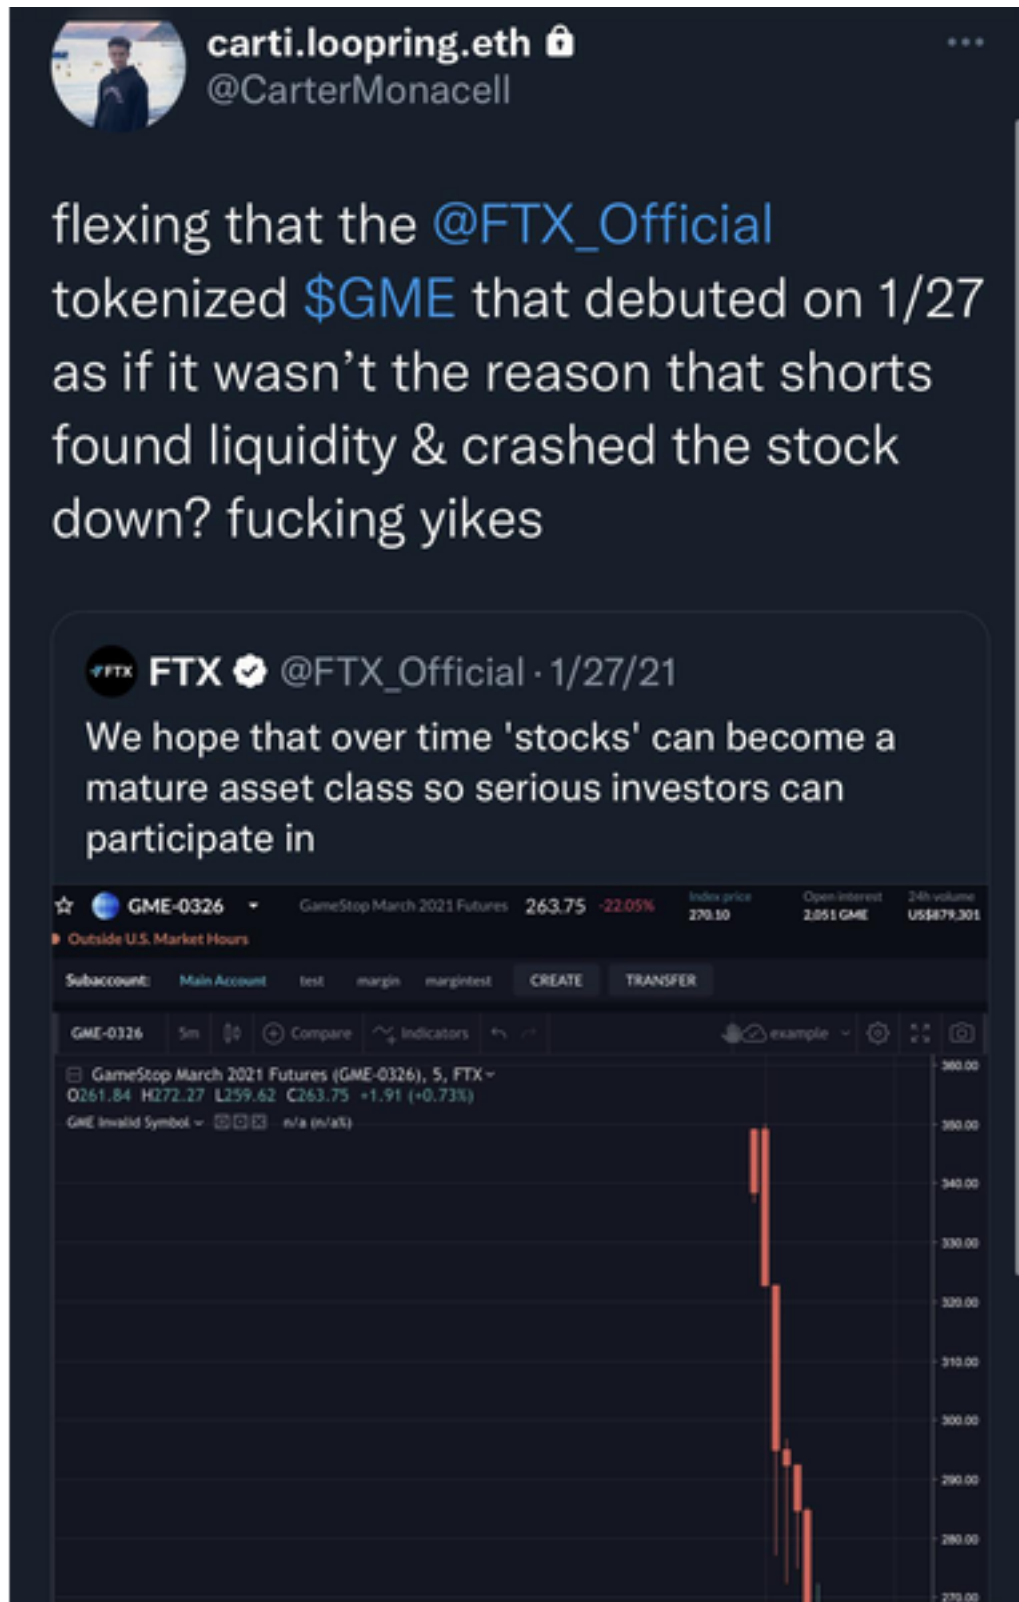 carti.loopring.eth
@CarterMonacell
flexing that the @FTX_Official
tokenized $GME that debuted on 1/27
as if it wasn't the reason that shorts
found liquidity & crashed the stock
down? fucking yikes
FTX FTX @FTX_Official · 1/27/21
We hope that over time 'stocks' can become a
mature asset class so serious investors can
participate in
GME-0326 GameStop March 2021 Futures 263.75 -22.05% Index price Open interest 24h volume
270.10 2,051 GME US$879,301
Outside U.S. Market Hours
Subaccount: Main Account test margin margintest CREATE TRANSFER
GME-0326 5m Compare Indicators example
GameStop March 2021 Futures (GME-0326), 5, FTX
O261.84 H272.27 L259.62 C263.75 +1.91 (+0.73%)
GME Invalid Symbol n/a (n/a%)
360.00
350.00
340.00
330.00
320.00
310.00
300.00
290.00
280.00
270.00